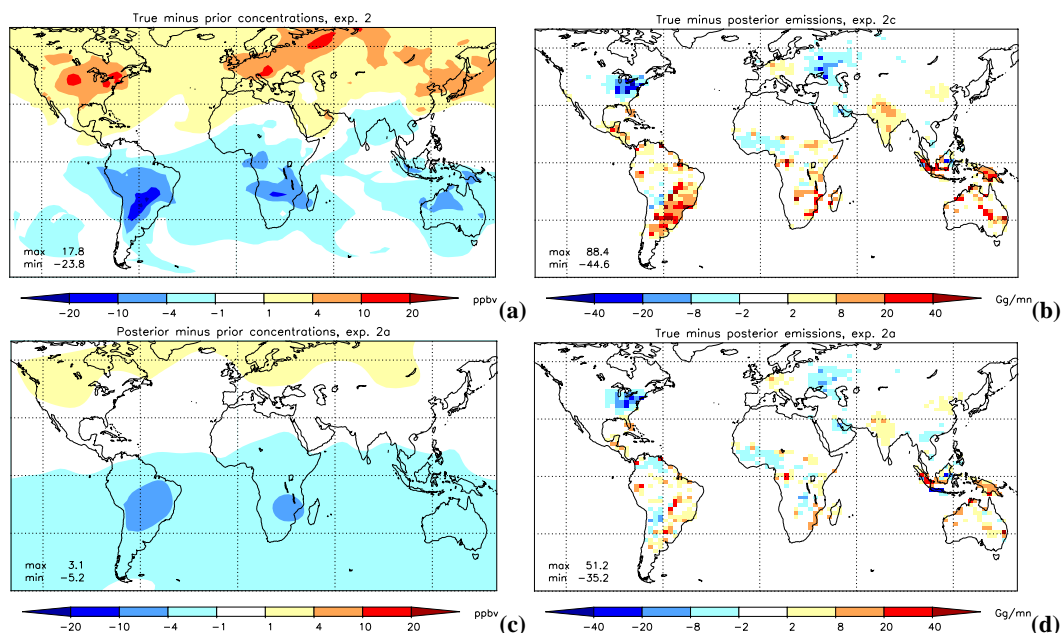 True minus prior concentrations, exp. 2
max 17.8
min −23.8
−20 −10 −4 −1 1 4 10 20 ppbv
(a)
True minus posterior emissions, exp. 2c
max 88.4
min −44.6
−40 −20 −8 −2 2 8 20 40 Gg/mn
(b)
Posterior minus prior concentrations, exp. 2a
max 3.1
min −5.2
−20 −10 −4 −1 1 4 10 20 ppbv
(c)
True minus posterior emissions, exp. 2a
max 51.2
min −35.2
−40 −20 −8 −2 2 8 20 40 Gg/mn
(d)